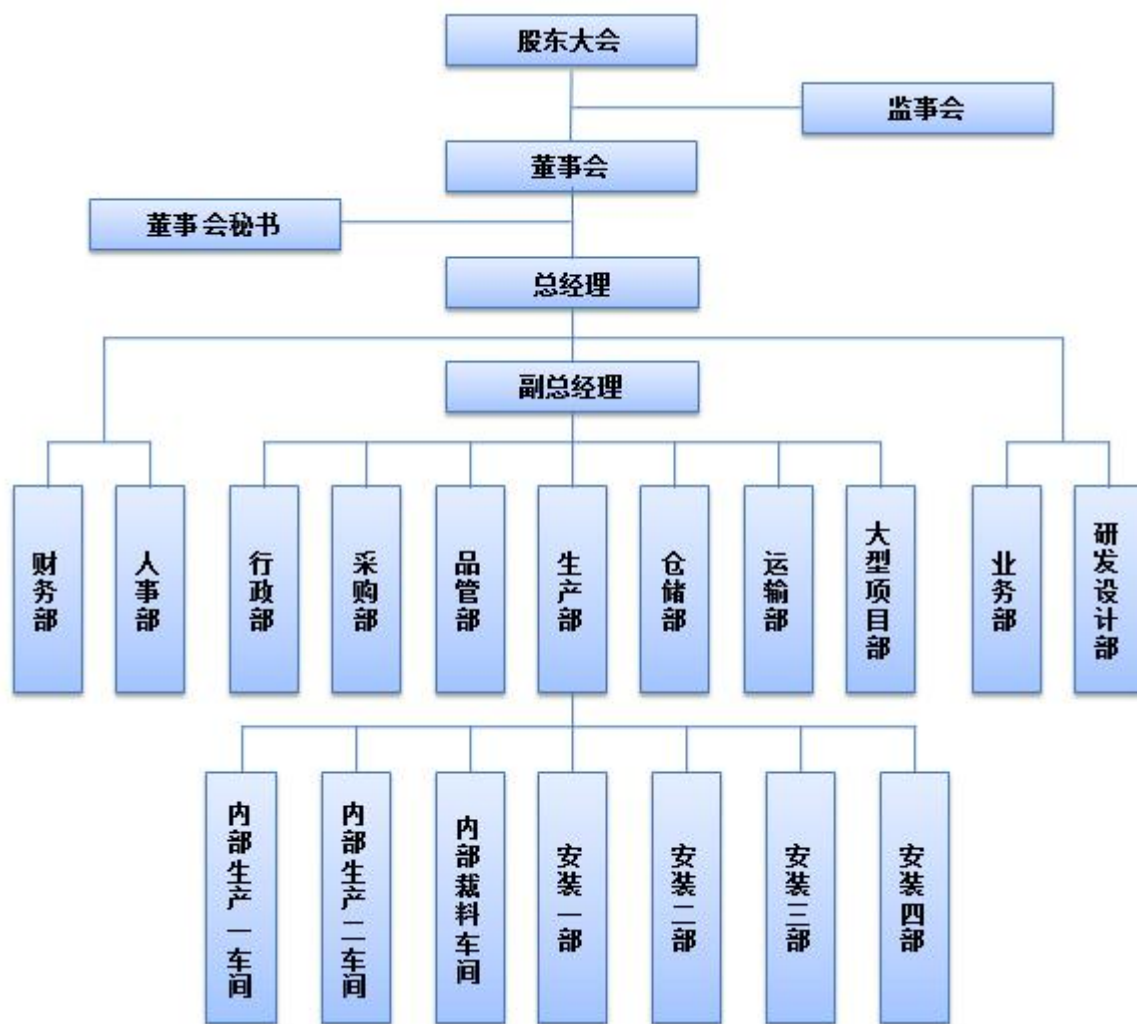 股东大会
监事会
董事会
董事会秘书
总经理
副总经理
财务部
人事部
行政部
采购部
品管部
生产部
仓储部
运输部
大型项目部
业务部
研发设计部
内部生产一车间
内部生产二车间
内部裁料车间
安装一部
安装二部
安装三部
安装四部